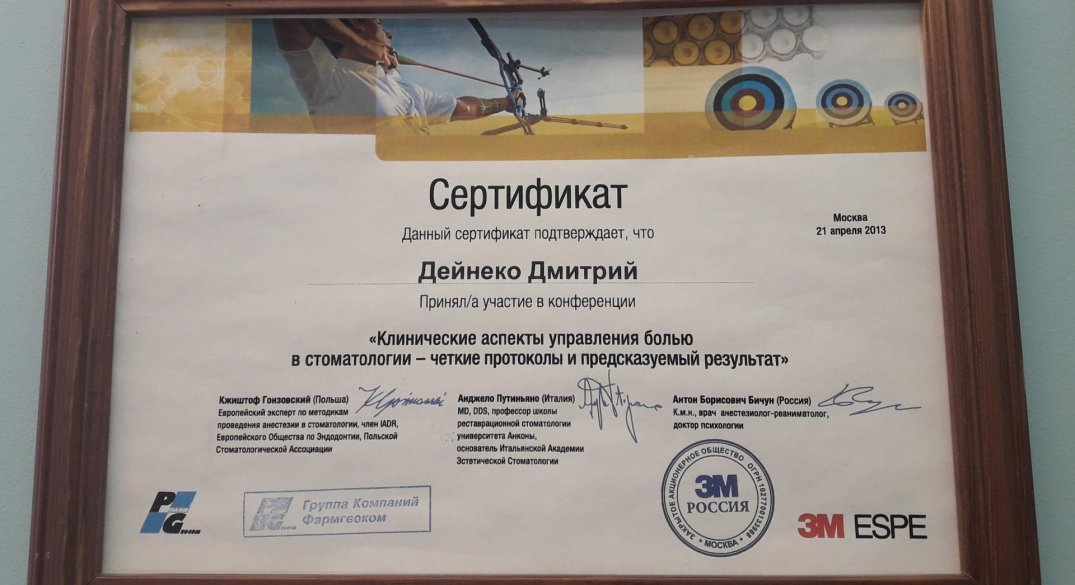 Сертификат
Данный сертификат подтверждает, что
Москва
21 апреля 2013
Дейнеко Дмитрий
Принял/а участие в конференции
«Клинические аспекты управления болью
в стоматологии – четкие протоколы и предсказуемый результат»
Кжиштоф Гонзовский (Польша)
Европейский эксперт по методикам
проведения анестезии в стоматологии, член IADR,
Европейского Общества по Эндодонтии, Польской
Стоматологической Ассоциации
Анджело Путиньяно (Италия)
MD, DDS, профессор школы
реставрационной стоматологии
университета Анконы,
основатель Итальянской Академии
Эстетической Стоматологии
Антон Борисович Бичун (Россия)
К.м.н., врач анестезиолог-реаниматолог,
доктор психологии
Группа Компаний
Фармгеоком
ЗАКРЫТОЕ АКЦИОНЕРНОЕ ОБЩЕСТВО
3М
РОССИЯ
• МОСКВА •
3M ESPE